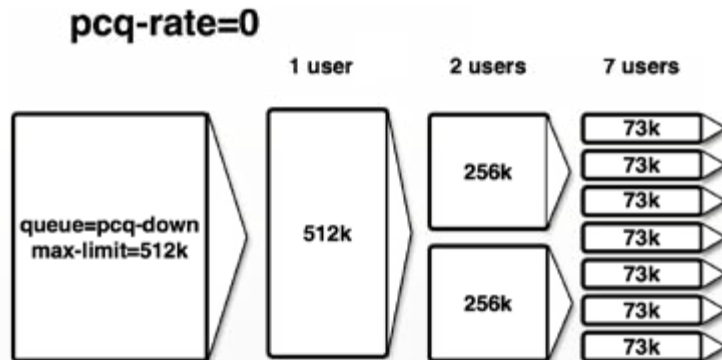 pcq-rate=0
1 user
2 users
7 users
queue=pcq-down
max-limit=512k
512k
256k
256k
73k
73k
73k
73k
73k
73k
73k